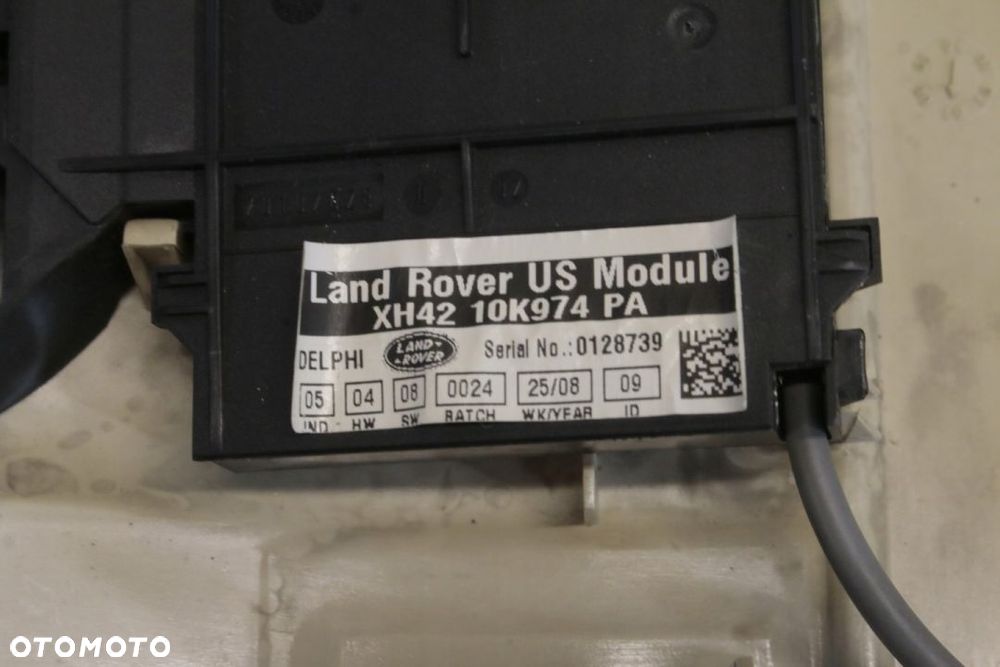 Land Rover US Module
XH42 10K974 PA
DELPHI LAND ROVER Serial No.:0128739
05 04 08 0024 25/08 09
IND. HW SW BATCH WK/YEAR ID
OTOMOTO